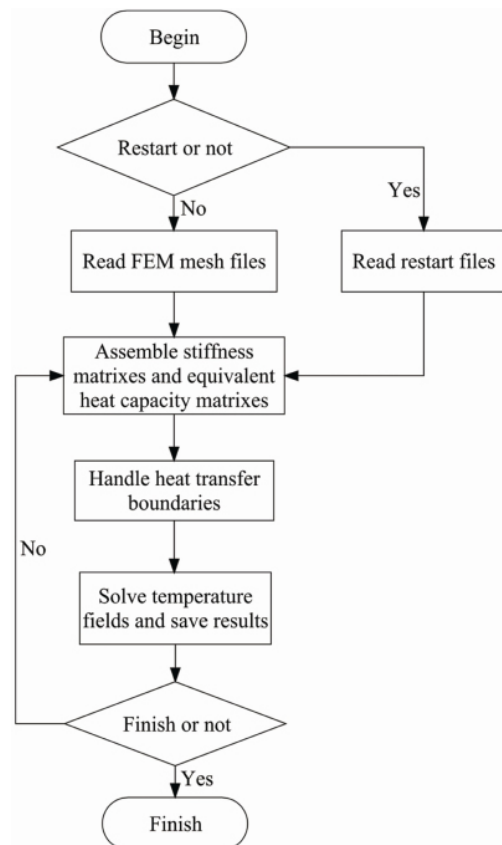 Begin
Restart or not
Yes
No
Read FEM mesh files
Read restart files
Assemble stiffness
matrixes and equivalent
heat capacity matrixes
Handle heat transfer
boundaries
No
Solve temperature
fields and save results
Finish or not
Yes
Finish